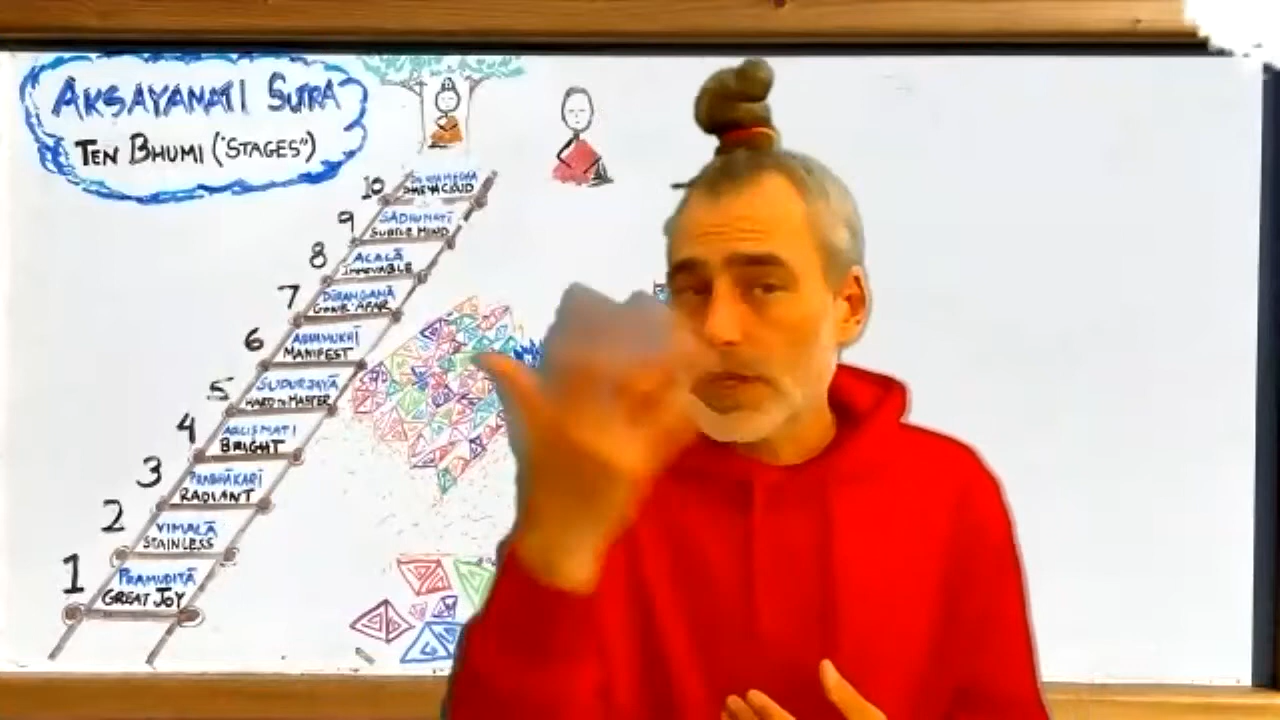 AKSAYAMATI SUTRA
TEN BHUMI ("STAGES")
10
DHARMA CLOUD
9 SĀDHUMATĪ
SUBTLE MIND
8 ACALĀ
IMMOVABLE
7 DŪRANGAMĀ
GONE AFAR
6 ABHIMUKHĪ
MANIFEST
5 SUDURJAYĀ
HARD TO MASTER
4 ARCISMATI
BRIGHT
3 PRABHĀKARĪ
RADIANT
2 VIMALĀ
STAINLESS
1 PRAMUDITĀ
GREAT JOY